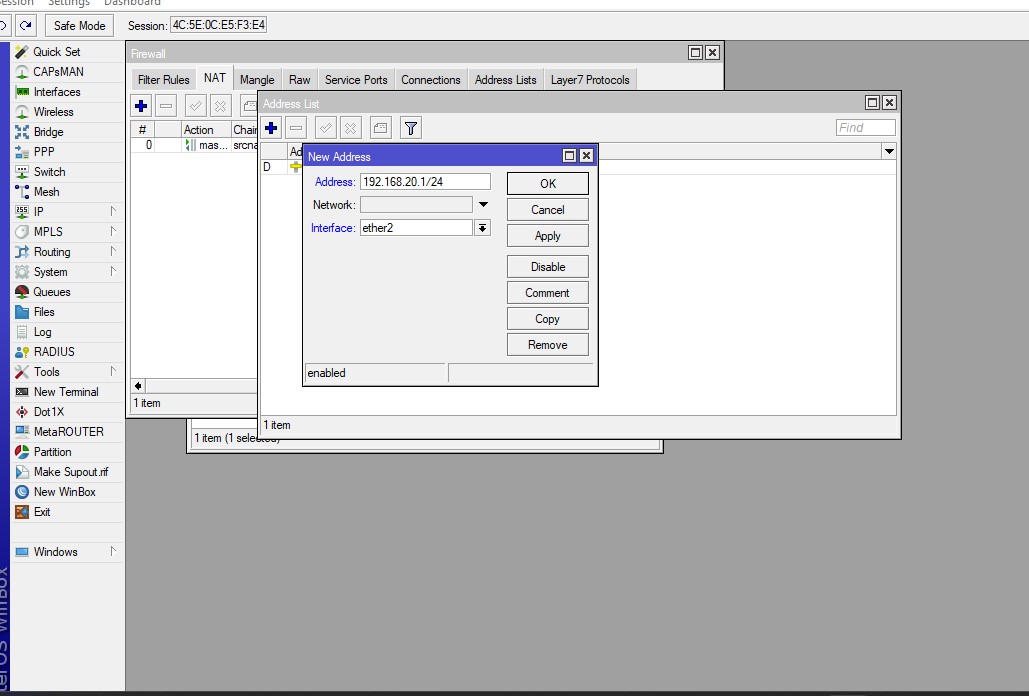 Session Settings Dashboard
Safe Mode Session: 4C:5E:0C:E5:F3:E4
Quick Set
CAPsMAN
Interfaces
Wireless
Bridge
PPP
Switch
Mesh
IP
MPLS
Routing
System
Queues
Files
Log
RADIUS
Tools
New Terminal
Dot1X
MetaROUTER
Partition
Make Supout.rif
New WinBox
Exit
Windows
Firewall
Filter Rules NAT Mangle Raw Service Ports Connections Address Lists Layer7 Protocols
# Action Chain
0 mas... srcna
1 item
1 item (1 selected)
Address List
Find
Ad
D
1 item
New Address
Address: 192.168.20.1/24
Network:
Interface: ether2
OK
Cancel
Apply
Disable
Comment
Copy
Remove
enabled
terOS WinBox